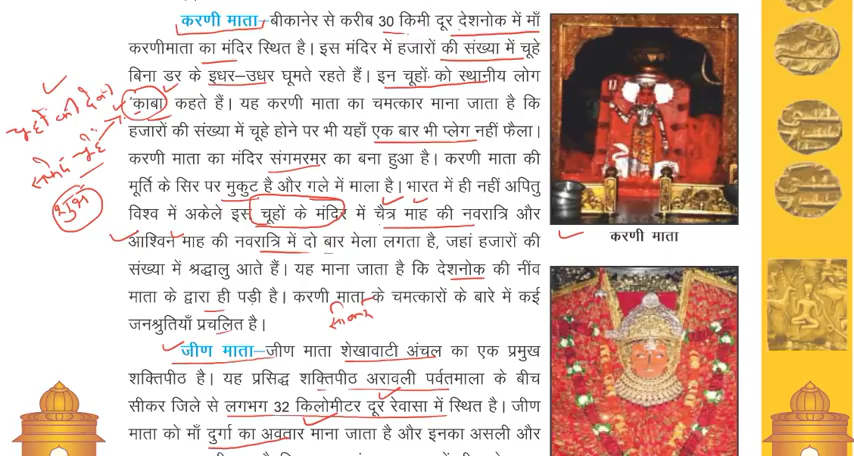 करणी माता–बीकानेर से करीब 30 किमी दूर देशनोक में माँ
करणीमाता का मंदिर स्थित है। इस मंदिर में हजारों की संख्या में चूहे
बिना डर के इधर–उधर घूमते रहते हैं। इन चूहों को स्थानीय लोग
'काबा' कहते हैं। यह करणी माता का चमत्कार माना जाता है कि
हजारों की संख्या में चूहे होने पर भी यहाँ एक बार भी प्लेग नहीं फैला।
करणी माता का मंदिर संगमरमर का बना हुआ है। करणी माता की
मूर्ति के सिर पर मुकुट है और गले में माला है। भारत में ही नहीं अपितु
विश्व में अकेले इस चूहों के मंदिर में चैत्र माह की नवरात्रि और
आश्विन माह की नवरात्रि में दो बार मेला लगता है, जहां हजारों की
संख्या में श्रद्धालु आते हैं। यह माना जाता है कि देशनोक की नींव
माता के द्वारा ही पड़ी है। करणी माता के चमत्कारों के बारे में कई
जनश्रुतियाँ प्रचलित है।
जीण माता–जीण माता शेखावाटी अंचल का एक प्रमुख
शक्तिपीठ है। यह प्रसिद्ध शक्तिपीठ अरावली पर्वतमाला के बीच
सीकर जिले से लगभग 32 किलोमीटर दूर रेवासा में स्थित है। जीण
माता को माँ दुर्गा का अवतार माना जाता है और इनका असली और
करणी माता